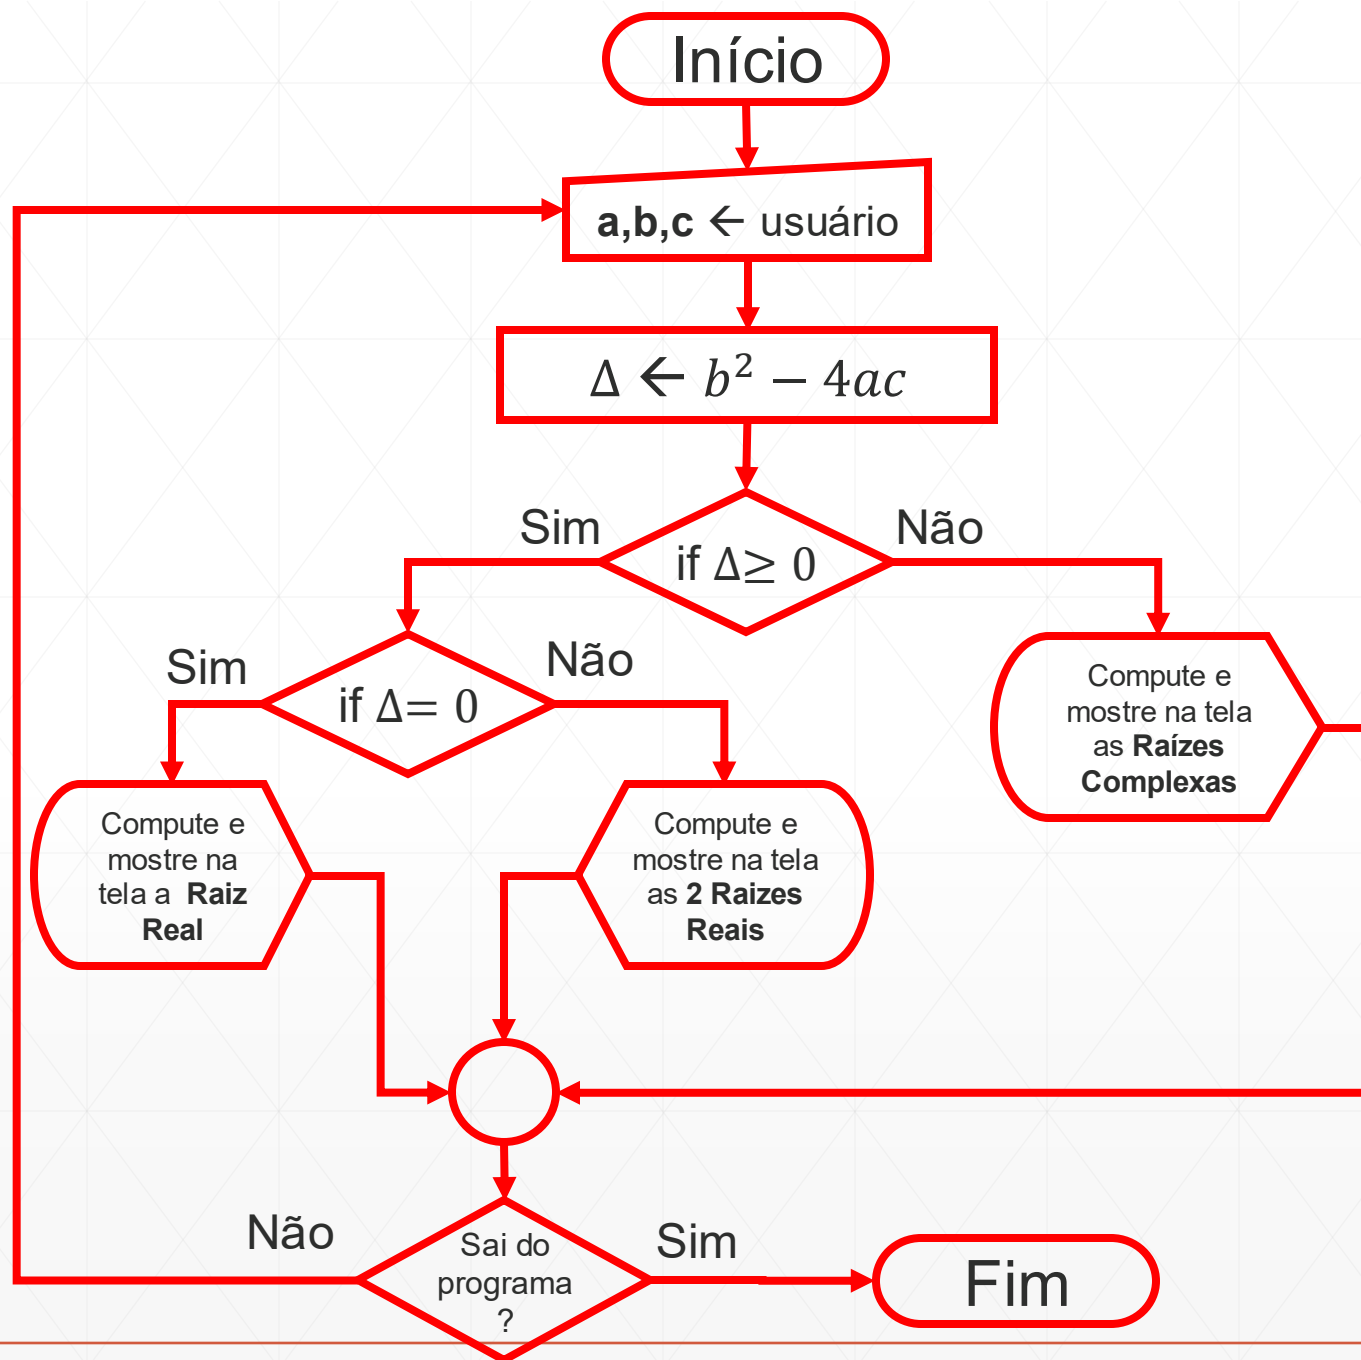 Início
a,b,c ← usuário
Δ ← b² − 4ac
Sim
Não
if Δ≥ 0
Sim
Não
if Δ= 0
Compute e
mostre na tela
as Raízes
Complexas
Compute e
mostre na
tela a Raiz
Real
Compute e
mostre na tela
as 2 Raizes
Reais
Não
Sai do
programa
?
Sim
Fim